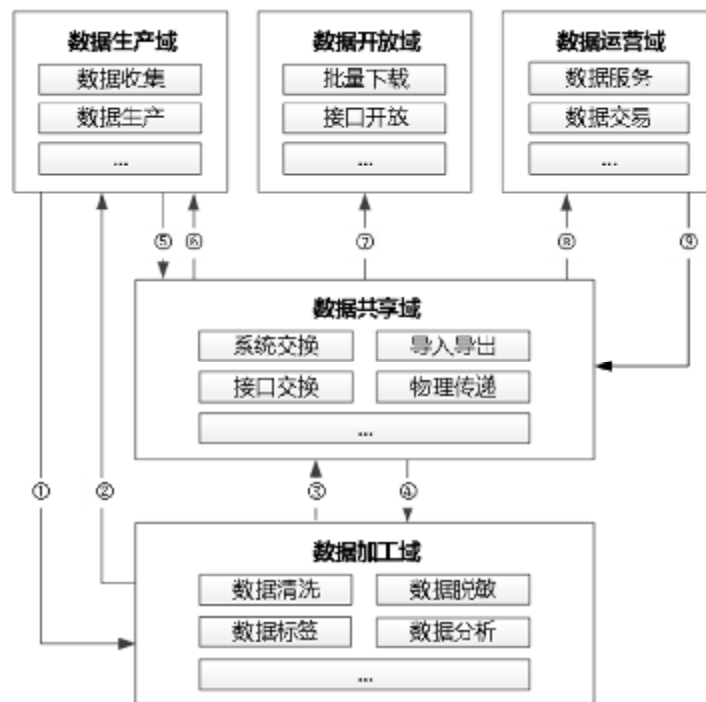 数据生产域
数据收集
数据生产
...
数据开放域
批量下载
接口开放
...
数据运营域
数据服务
数据交易
...
⑤
⑥
⑦
⑧
⑨
数据共享域
系统交换
导入导出
接口交换
物理传递
...
①
②
③
④
数据加工域
数据清洗
数据脱敏
数据标签
数据分析
...